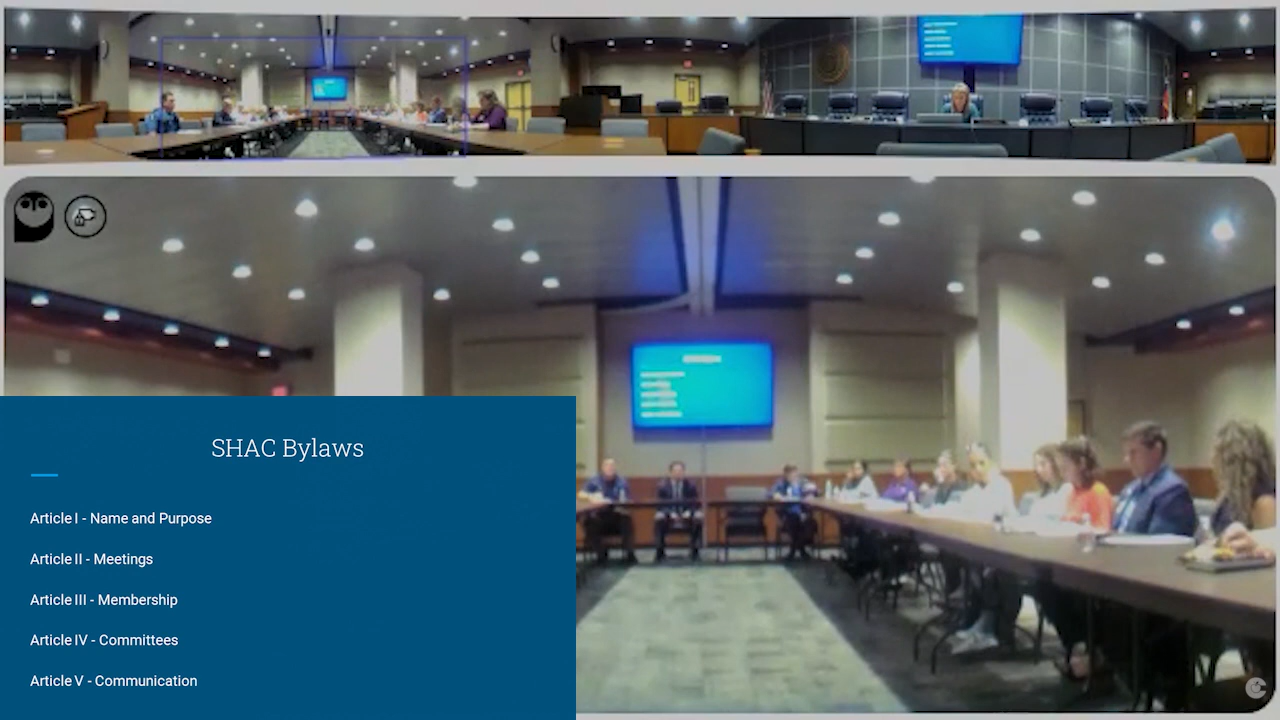 SHAC Bylaws
Article I - Name and Purpose
Article II - Meetings
Article III - Membership
Article IV - Committees
Article V - Communication